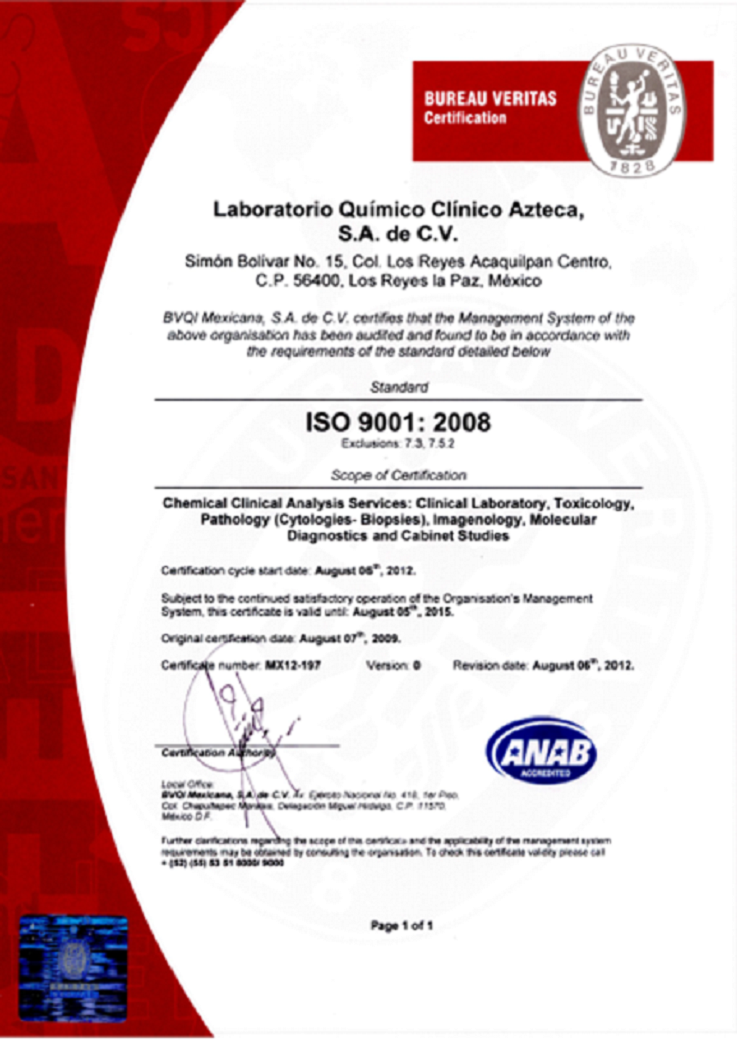 BUREAU VERITAS
Certification
BUREAU VERITAS
1828
Laboratorio Químico Clínico Azteca,
S.A. de C.V.
Simón Bolívar No. 15, Col. Los Reyes Acaquilpan Centro,
C.P. 56400, Los Reyes la Paz, México
BVQI Mexicana, S.A. de C.V. certifies that the Management System of the
above organisation has been audited and found to be in accordance with
the requirements of the standard detailed below
Standard
ISO 9001: 2008
Exclusions: 7.3, 7.5.2
Scope of Certification
Chemical Clinical Analysis Services: Clinical Laboratory, Toxicology,
Pathology (Cytologies- Biopsies), Imagenology, Molecular
Diagnostics and Cabinet Studies
Certification cycle start date: August 06th, 2012.
Subject to the continued satisfactory operation of the Organisation's Management
System, this certificate is valid until: August 05th, 2015.
Original certification date: August 07th, 2009.
Certificate number: MX12-197 Version: 0 Revision date: August 06th, 2012.
Certification Authority
ANAB
ACCREDITED
Local Office:
BVQI Mexicana, S.A. de C.V. Av. Ejército Nacional No. 418, 1er Piso,
Col. Chapultepec Morales, Delegación Miguel Hidalgo, C.P. 11570,
México D.F.
Further clarifications regarding the scope of this certificate and the applicability of the management system
requirements may be obtained by consulting the organisation. To check this certificate validity please call
+ (52) (55) 53 51 8000/ 9000
Page 1 of 1